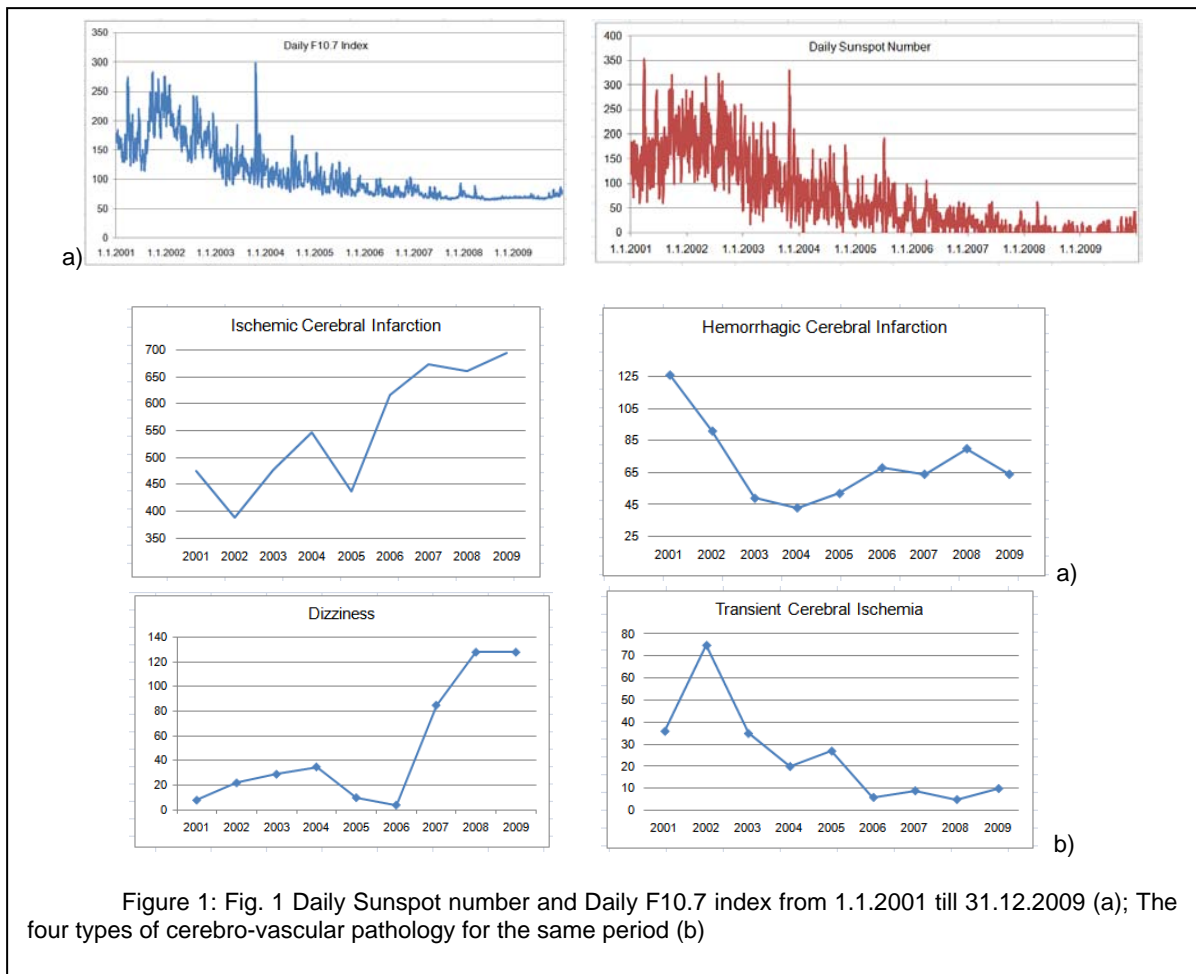 Daily F10.7 Index
350
300
250
200
150
100
50
0
1.1.2001 1.1.2002 1.1.2003 1.1.2004 1.1.2005 1.1.2006 1.1.2007 1.1.2008 1.1.2009
a)
Daily Sunspot Number
400
350
300
250
200
150
100
50
0
1.1.2001 1.1.2002 1.1.2003 1.1.2004 1.1.2005 1.1.2006 1.1.2007 1.1.2008 1.1.2009
Ischemic Cerebral Infarction
700
650
600
550
500
450
400
350
2001 2002 2003 2004 2005 2006 2007 2008 2009
Hemorrhagic Cerebral Infarction
125
105
85
65
45
25
2001 2002 2003 2004 2005 2006 2007 2008 2009
a)
Dizziness
140
120
100
80
60
40
20
0
2001 2002 2003 2004 2005 2006 2007 2008 2009
Transient Cerebral Ischemia
80
70
60
50
40
30
20
10
0
2001 2002 2003 2004 2005 2006 2007 2008 2009
b)
Figure 1: Fig. 1 Daily Sunspot number and Daily F10.7 index from 1.1.2001 till 31.12.2009 (a); The
four types of cerebro-vascular pathology for the same period (b)